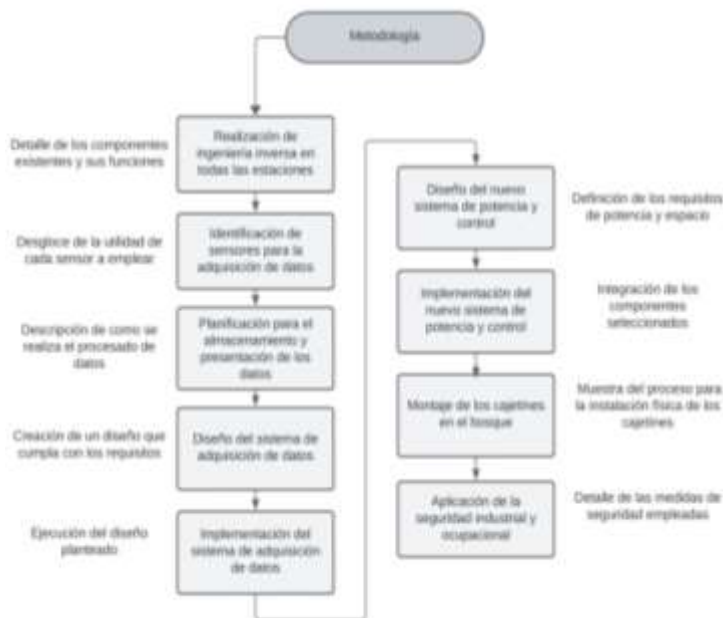 Metodología
Detalle de los componentes
existentes y sus funciones
Realización de
ingeniería inversa en
todas las estaciones
Desgloce de la utilidad de
cada sensor a emplear
Identificación de
sensores para la
adquisición de datos
Descripción de como se
realiza el procesado de
datos
Planificación para el
almacenamiento y
presentación de los
datos
Creación de un diseño que
cumpla con los requisitos
Diseño del sistema de
adquisición de datos
Ejecución del diseño
planteado
Implementación del
sistema de adquisición
de datos
Diseño del nuevo
sistema de potencia y
control
Definición de los requisitos
de potencia y espacio
Implementación del
nuevo sistema de
potencia y control
Integración de los
componentes
seleccionados
Montaje de los cajetines
en el bosque
Muestra del proceso para
la instalación física de los
cajetines
Aplicación de la
seguridad industrial y
ocupacional
Detalle de las medidas de
seguridad empleadas